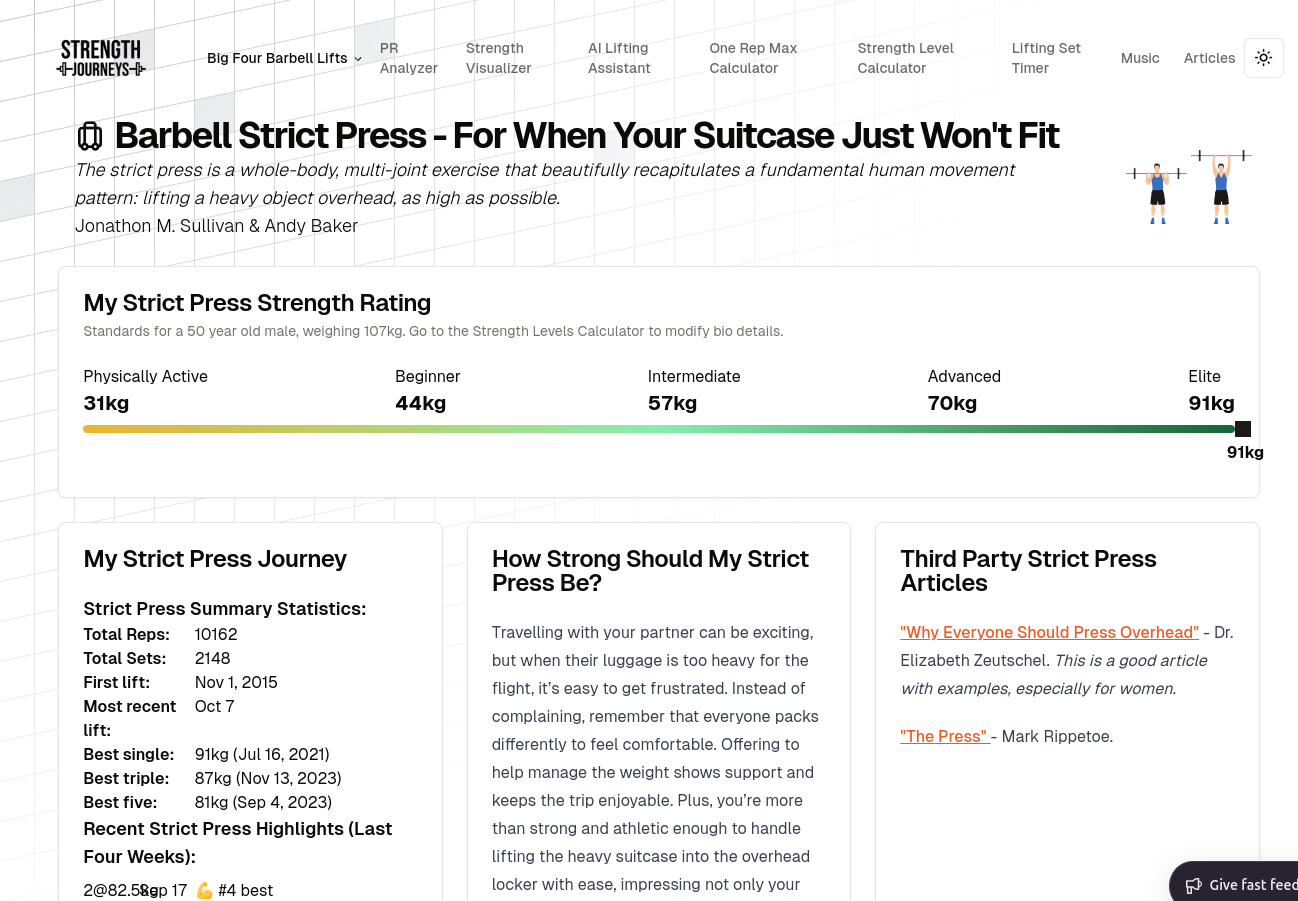 STRENGTH
JOURNEYS
Big Four Barbell Lifts
PR Analyzer
Strength Visualizer
AI Lifting Assistant
One Rep Max Calculator
Strength Level Calculator
Lifting Set Timer
Music
Articles
Barbell Strict Press - For When Your Suitcase Just Won't Fit
The strict press is a whole-body, multi-joint exercise that beautifully recapitulates a fundamental human movement
pattern: lifting a heavy object overhead, as high as possible.
Jonathon M. Sullivan & Andy Baker
My Strict Press Strength Rating
Standards for a 50 year old male, weighing 107kg. Go to the Strength Levels Calculator to modify bio details.
Physically Active Beginner Intermediate Advanced Elite
31kg 44kg 57kg 70kg 91kg
91kg
My Strict Press Journey
Strict Press Summary Statistics:
Total Reps: 10162
Total Sets: 2148
First lift: Nov 1, 2015
Most recent lift: Oct 7
Best single: 91kg (Jul 16, 2021)
Best triple: 87kg (Nov 13, 2023)
Best five: 81kg (Sep 4, 2023)
Recent Strict Press Highlights (Last
Four Weeks):
2@82.5kg Sep 17 💪 #4 best
How Strong Should My Strict
Press Be?
Travelling with your partner can be exciting,
but when their luggage is too heavy for the
flight, it’s easy to get frustrated. Instead of
complaining, remember that everyone packs
differently to feel comfortable. Offering to
help manage the weight shows support and
keeps the trip enjoyable. Plus, you’re more
than strong and athletic enough to handle
lifting the heavy suitcase into the overhead
locker with ease, impressing not only your
Third Party Strict Press
Articles
"Why Everyone Should Press Overhead" - Dr.
Elizabeth Zeutschel. This is a good article
with examples, especially for women.
"The Press" - Mark Rippetoe.
Give fast feed